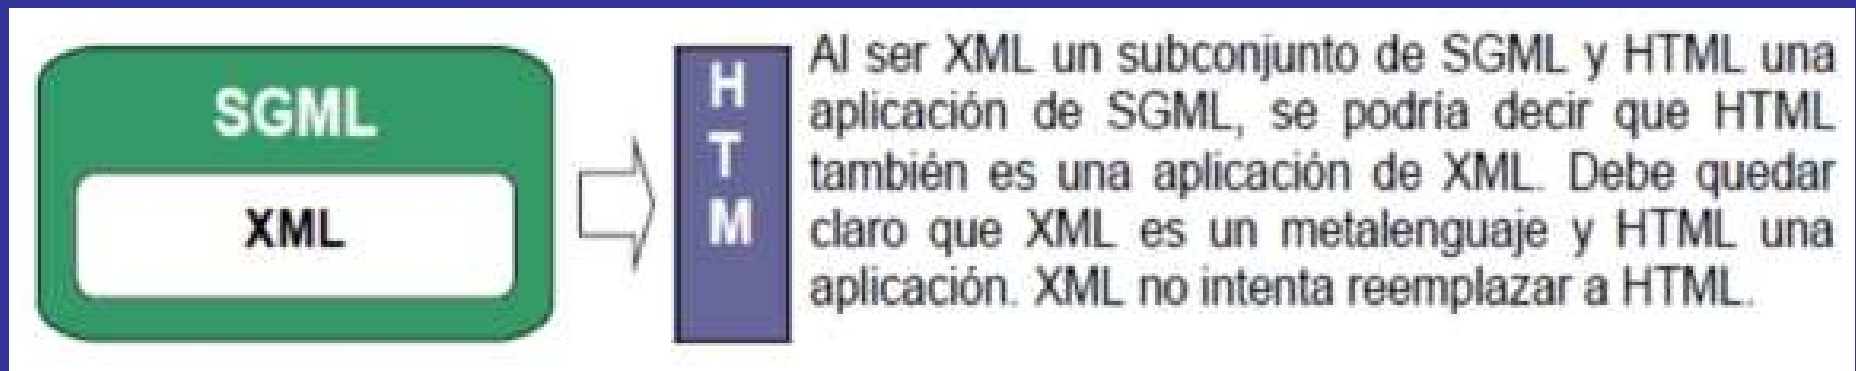 SGML
XML
H
T
M
Al ser XML un subconjunto de SGML y HTML una
aplicación de SGML, se podría decir que HTML
también es una aplicación de XML. Debe quedar
claro que XML es un metalenguaje y HTML una
aplicación. XML no intenta reemplazar a HTML.